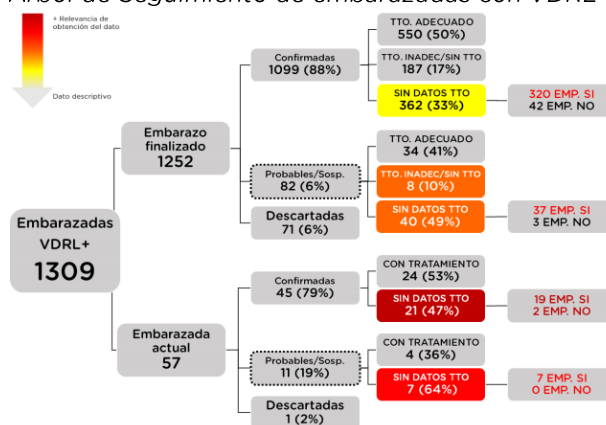 Árbol de Seguimiento de embarazadas con VDRL
+ Relevancia de
obtención del dato
Dato descriptivo
Embarazadas
VDRL+
1309
Embarazo
finalizado
1252
Confirmadas
1099 (88%)
TTO. ADECUADO
550 (50%)
TTO. INADEC/SIN TTO
187 (17%)
SIN DATOS TTO
362 (33%)
320 EMP. SI
42 EMP. NO
Probables/Sosp.
82 (6%)
TTO. ADECUADO
34 (41%)
TTO. INADEC/SIN TTO
8 (10%)
SIN DATOS TTO
40 (49%)
37 EMP. SI
3 EMP. NO
Descartadas
71 (6%)
Embarazada
actual
57
Confirmadas
45 (79%)
CON TRATAMIENTO
24 (53%)
SIN DATOS TTO
21 (47%)
19 EMP. SI
2 EMP. NO
Probables/Sosp.
11 (19%)
CON TRATAMIENTO
4 (36%)
SIN DATOS TTO
7 (64%)
7 EMP. SI
0 EMP. NO
Descartadas
1 (2%)